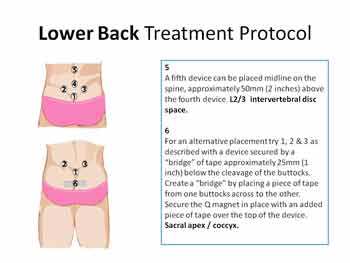 Lower Back Treatment Protocol
5
4
2 3
1
2 3
1
6
5
A fifth device can be placed midline on the
spine, approximately 50mm (2 inches) above
the fourth device. L2/3 intervertebral disc
space.
6
For an alternative placement try 1, 2 & 3 as
described with a device secured by a
"bridge" of tape approximately 25mm (1
inch) below the cleavage of the buttocks.
Create a "bridge" by placing a piece of tape
from one buttocks across to the other.
Secure the Q magnet in place with an added
piece of tape over the top of the device.
Sacral apex / coccyx.